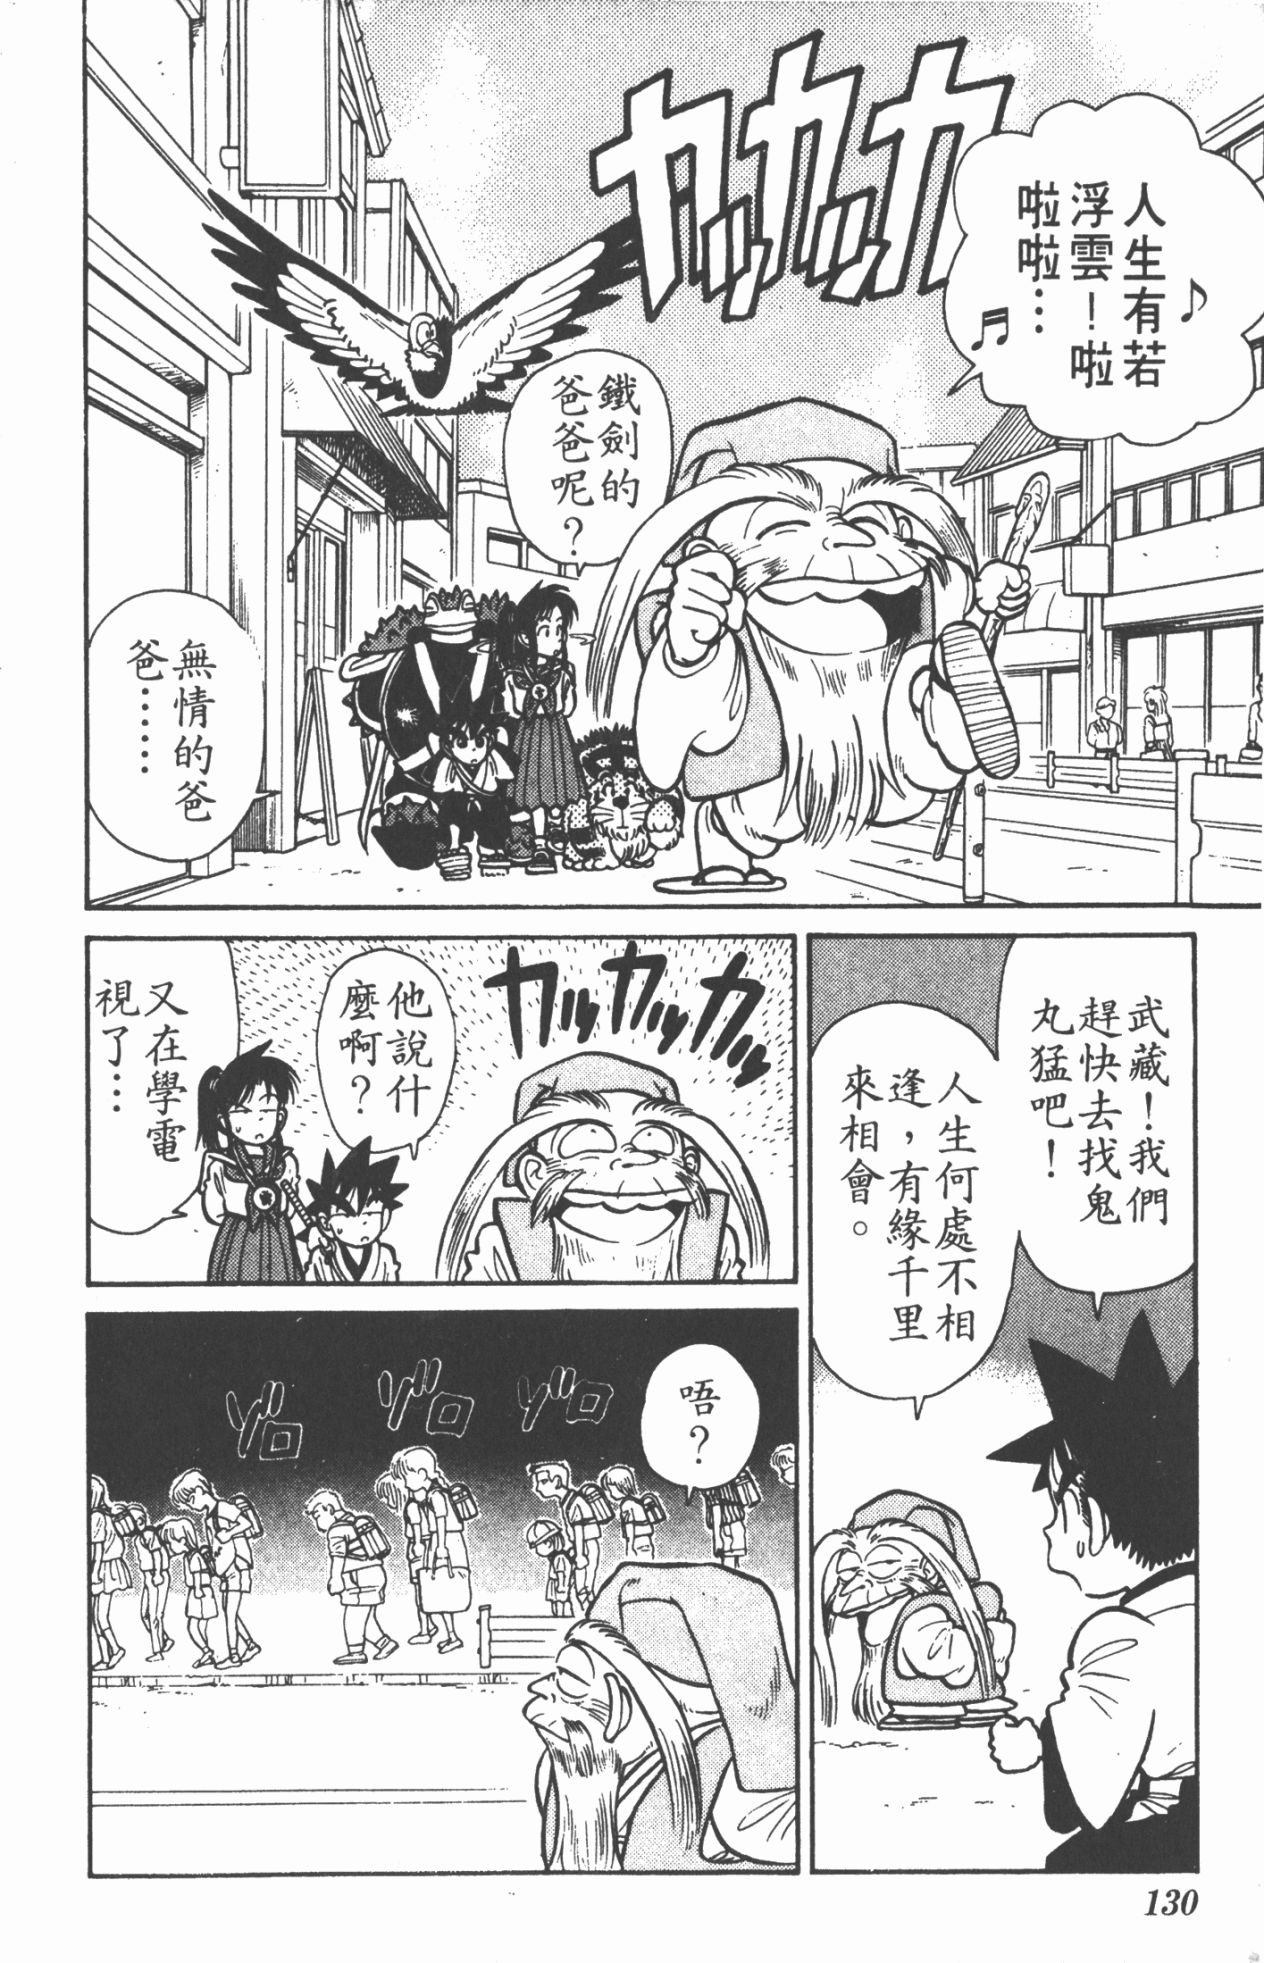 人生有若
浮雲！啦
啦啦…
カッカッカ
鐵劍的
爸爸呢？
無情的爸
爸……
武藏！我們
趕快去找鬼
丸猛吧！
人生何處不相
逢，有緣千里
來相會。
カッカッカッ
他說什
麼啊？
又在學電
視了…
唔？
ゾロ
ゾロ
ゾロ
130